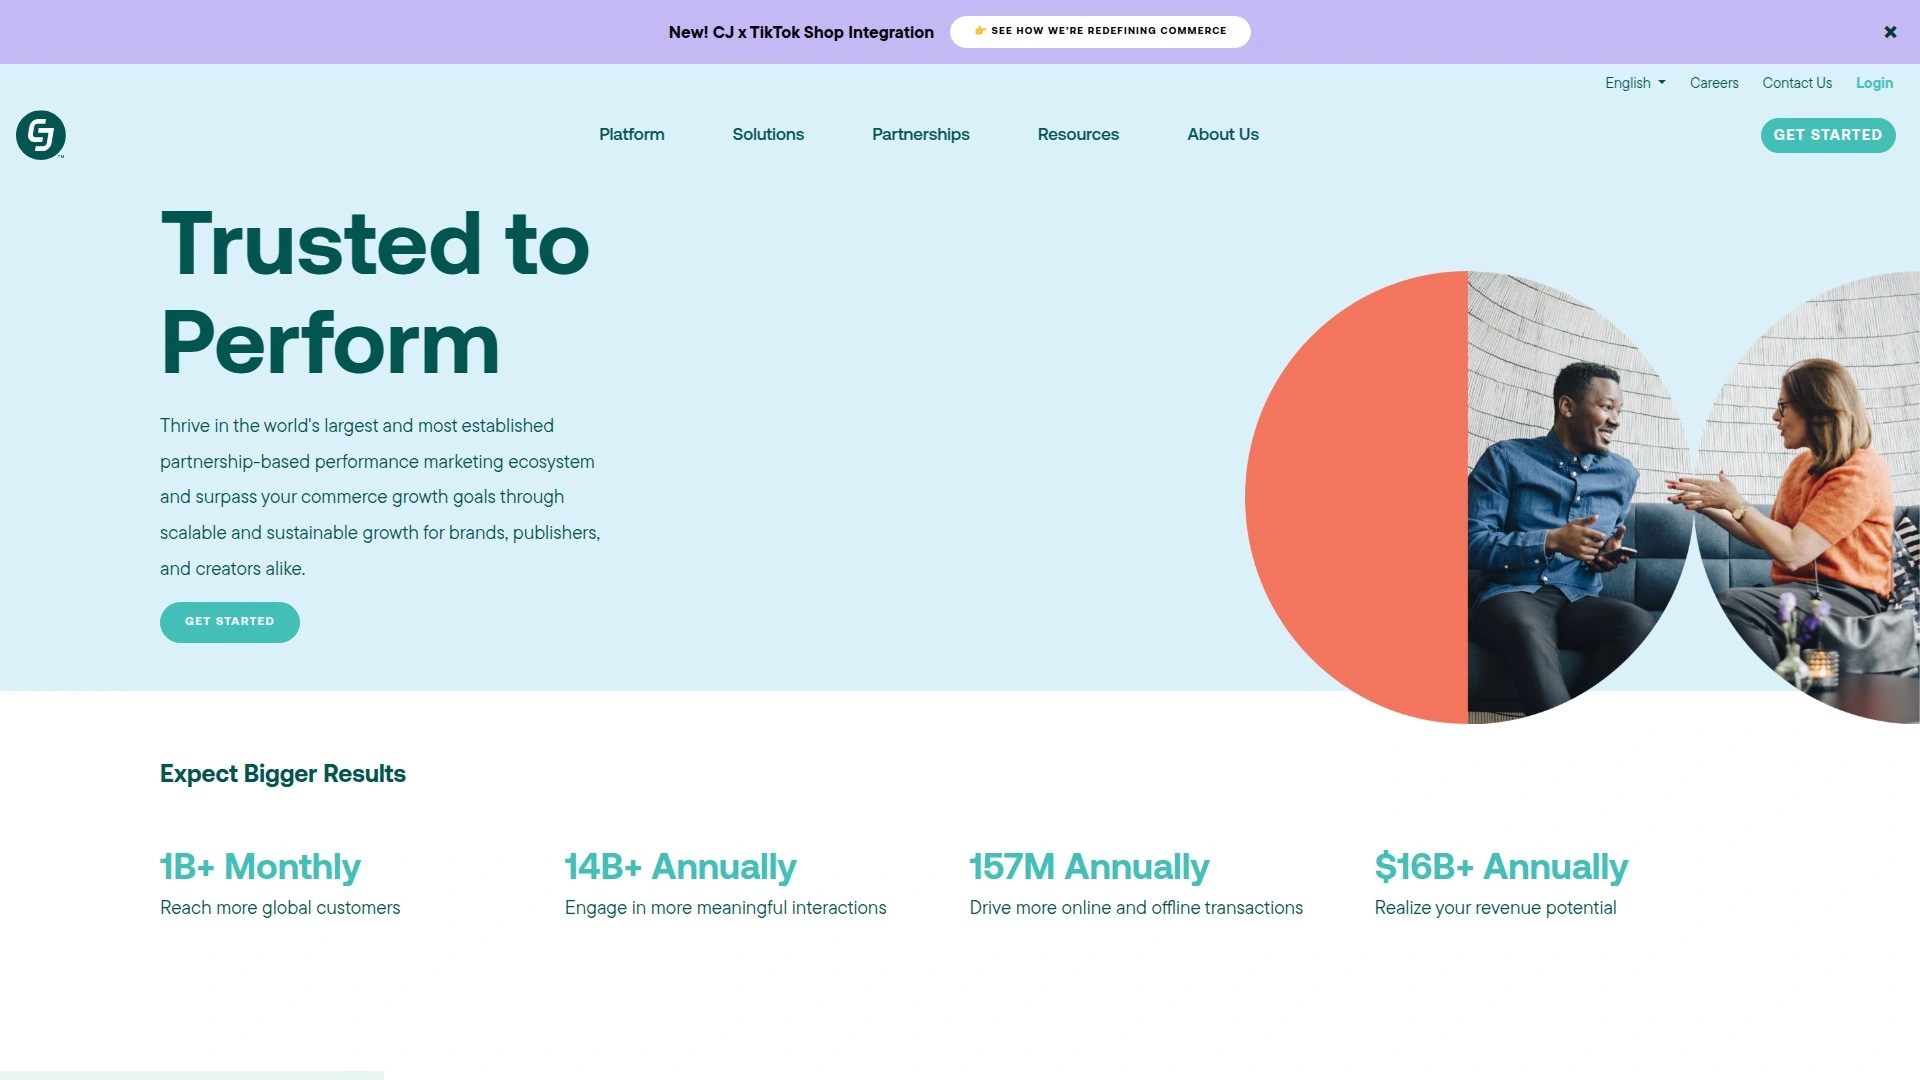 New! CJ x TikTok Shop Integration
👉 SEE HOW WE'RE REDEFINING COMMERCE
English
Careers
Contact Us
Login
CJ
TM
Platform
Solutions
Partnerships
Resources
About Us
GET STARTED
Trusted to
Perform
Thrive in the world's largest and most established
partnership-based performance marketing ecosystem
and surpass your commerce growth goals through
scalable and sustainable growth for brands, publishers,
and creators alike.
GET STARTED
Expect Bigger Results
1B+ Monthly
Reach more global customers
14B+ Annually
Engage in more meaningful interactions
157M Annually
Drive more online and offline transactions
$16B+ Annually
Realize your revenue potential